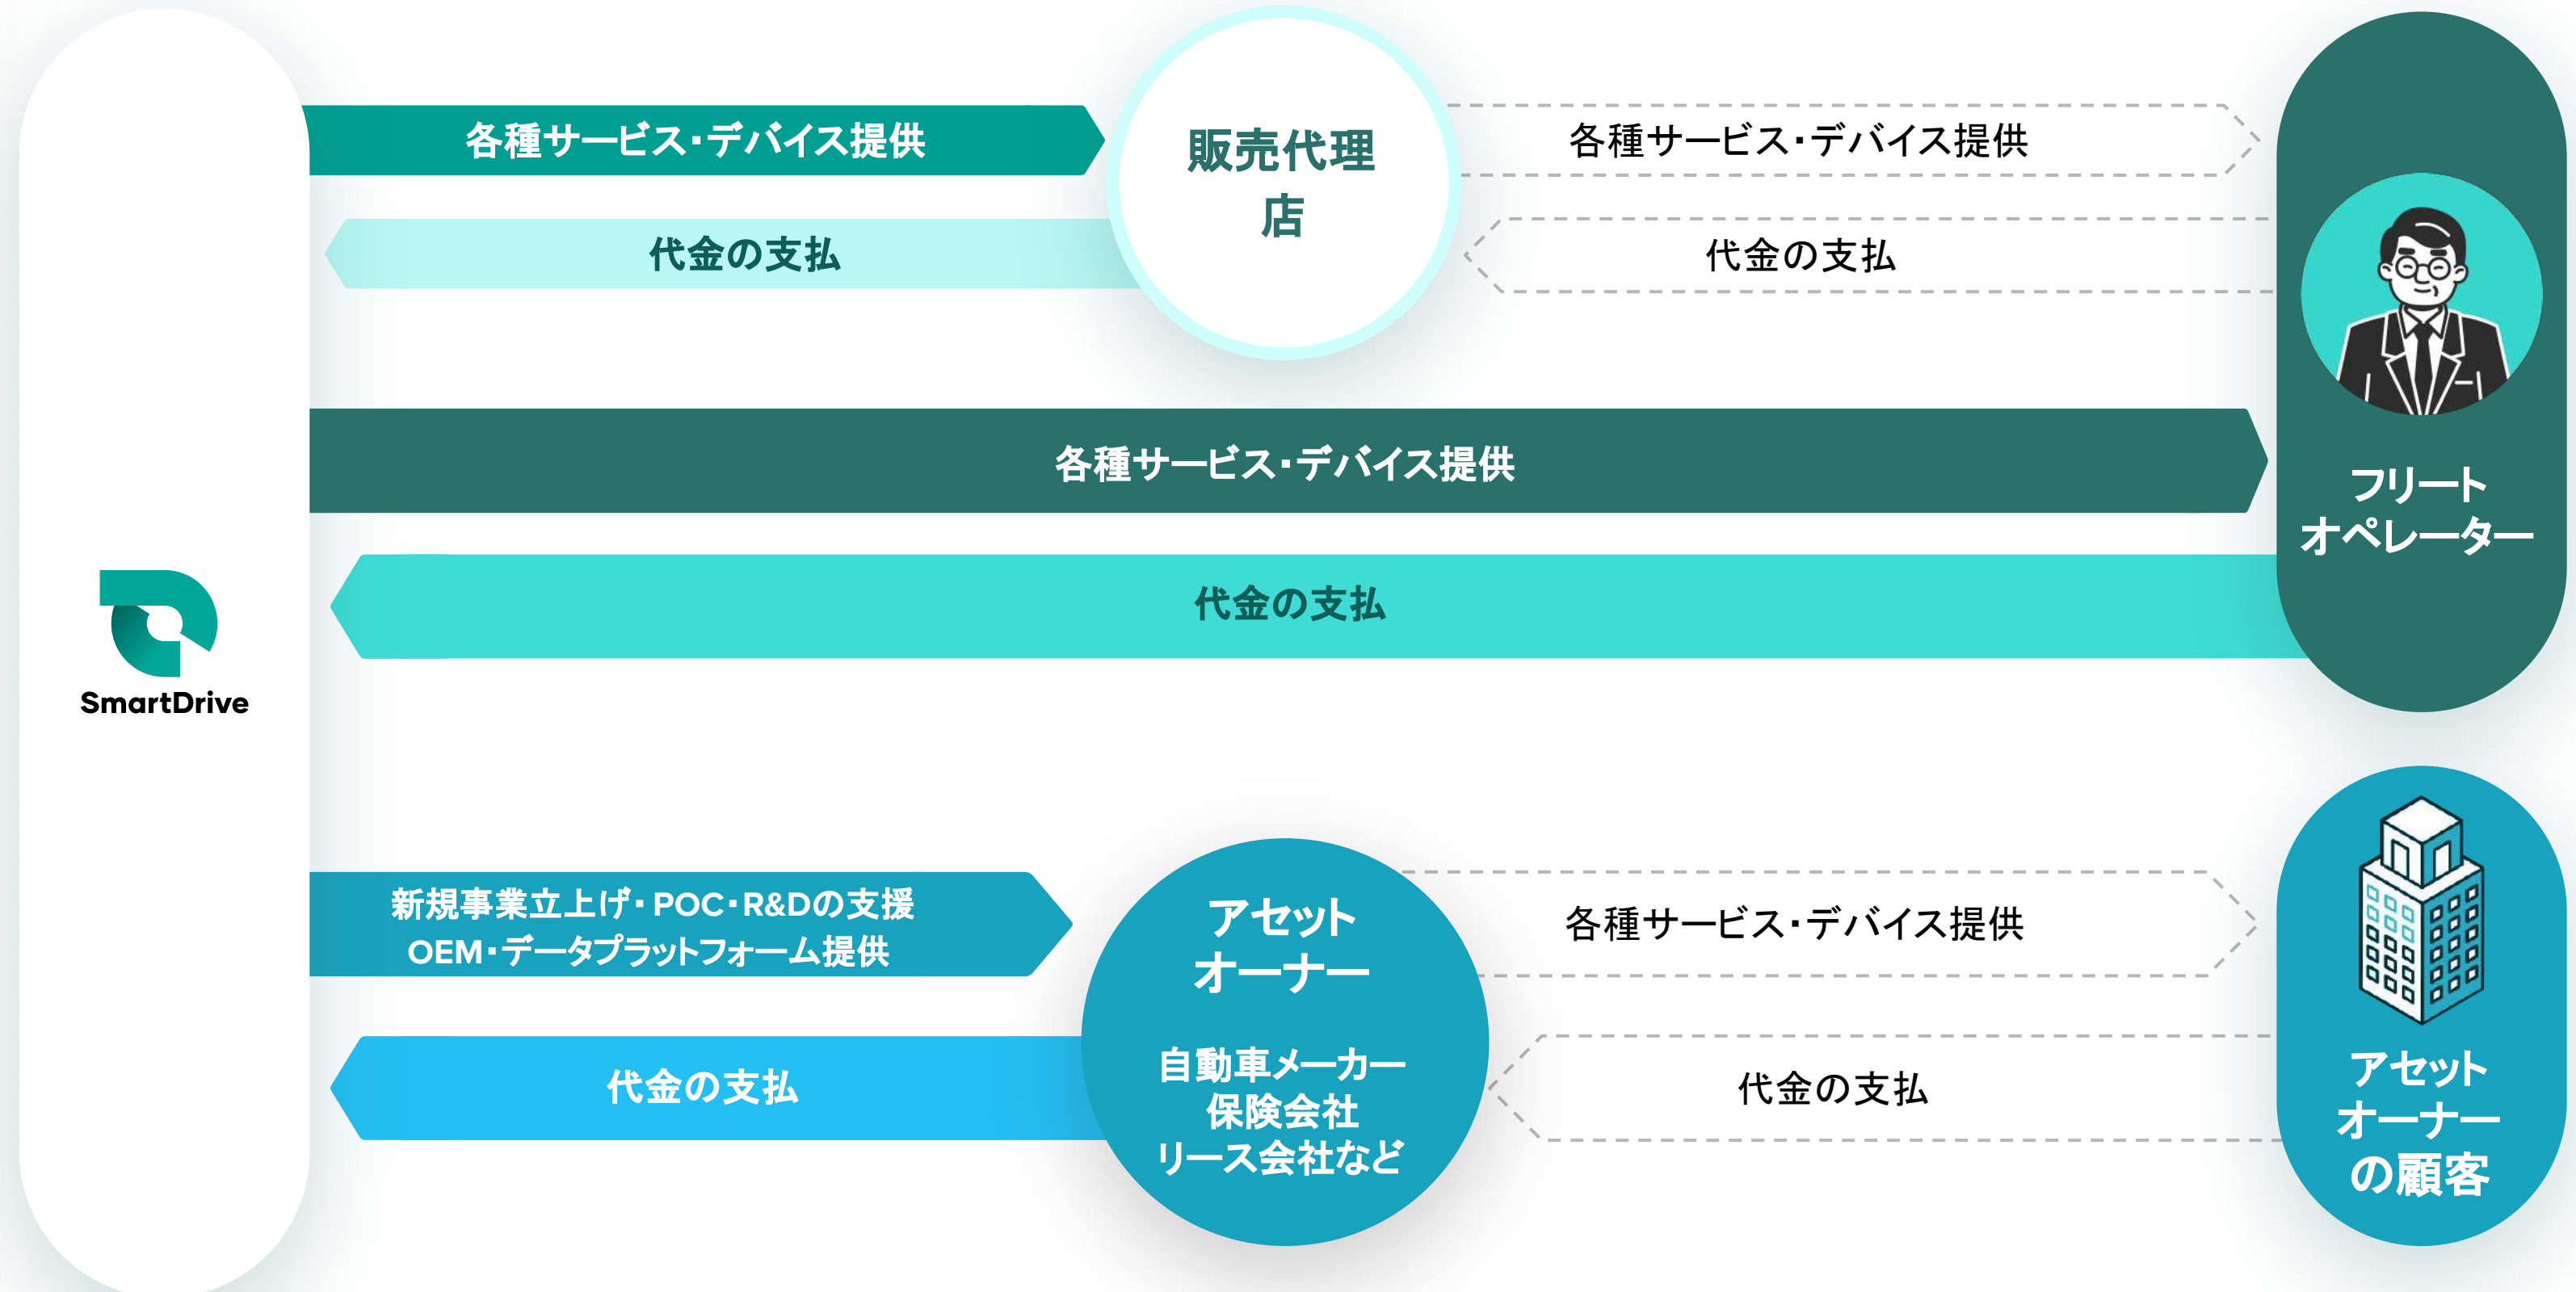 各種サービス・デバイス提供
代金の支払
販売代理
店
各種サービス・デバイス提供
代金の支払
各種サービス・デバイス提供
代金の支払
フリート
オペレーター
SmartDrive
新規事業立上げ・POC・R&Dの支援
OEM・データプラットフォーム提供
代金の支払
アセット
オーナー
自動車メーカー
保険会社
リース会社など
各種サービス・デバイス提供
代金の支払
アセット
オーナー
の顧客